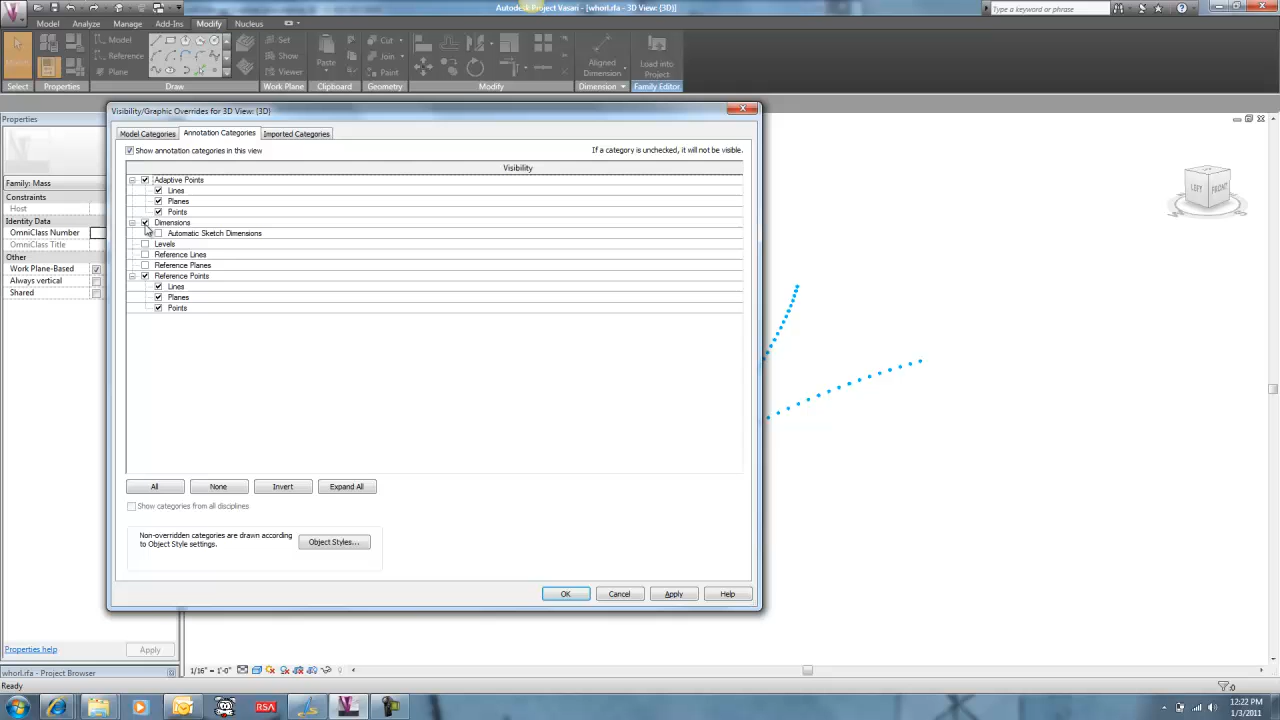 Autodesk Project Vasari - [whorl.rfa - 3D View: {3D}]
Type a keyword or phrase
Model Analyze Manage Add-Ins Modify Nucleus
Model
Reference
Plane
Set
Show
Viewer
Paste
Cut
Join
Paint
Aligned
Dimension
Load into
Project
Modify
Select Properties Draw Work Plane Clipboard Geometry Modify Dimension Family Editor
Properties
Family: Mass
Constraints
Host
Identity Data
OmniClass Number
OmniClass Title
Other
Work Plane-Based
Always vertical
Shared
Properties help
Apply
Visibility/Graphic Overrides for 3D View: {3D}
Model Categories Annotation Categories Imported Categories
Show annotation categories in this view
If a category is unchecked, it will not be visible.
Visibility
Adaptive Points
Lines
Planes
Points
Dimensions
Automatic Sketch Dimensions
Levels
Reference Lines
Reference Planes
Reference Points
Lines
Planes
Points
All None Invert Expand All
Show categories from all disciplines
Non-overridden categories are drawn according
to Object Style settings.
Object Styles...
OK Cancel Apply Help
LEFT FRONT
whorl.rfa - Project Browser
1/16" = 1'-0"
Ready
:0
RSA
12:22 PM
1/3/2011